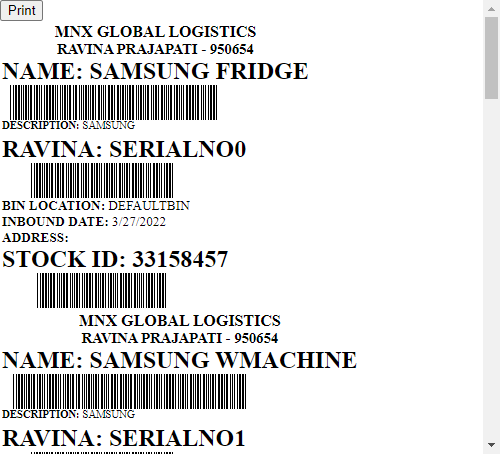 Print
MNX GLOBAL LOGISTICS
RAVINA PRAJAPATI - 950654
NAME: SAMSUNG FRIDGE
DESCRIPTION: SAMSUNG
RAVINA: SERIALNO0
BIN LOCATION: DEFAULTBIN
INBOUND DATE: 3/27/2022
ADDRESS:
STOCK ID: 33158457
MNX GLOBAL LOGISTICS
RAVINA PRAJAPATI - 950654
NAME: SAMSUNG WMACHINE
DESCRIPTION: SAMSUNG
RAVINA: SERIALNO1